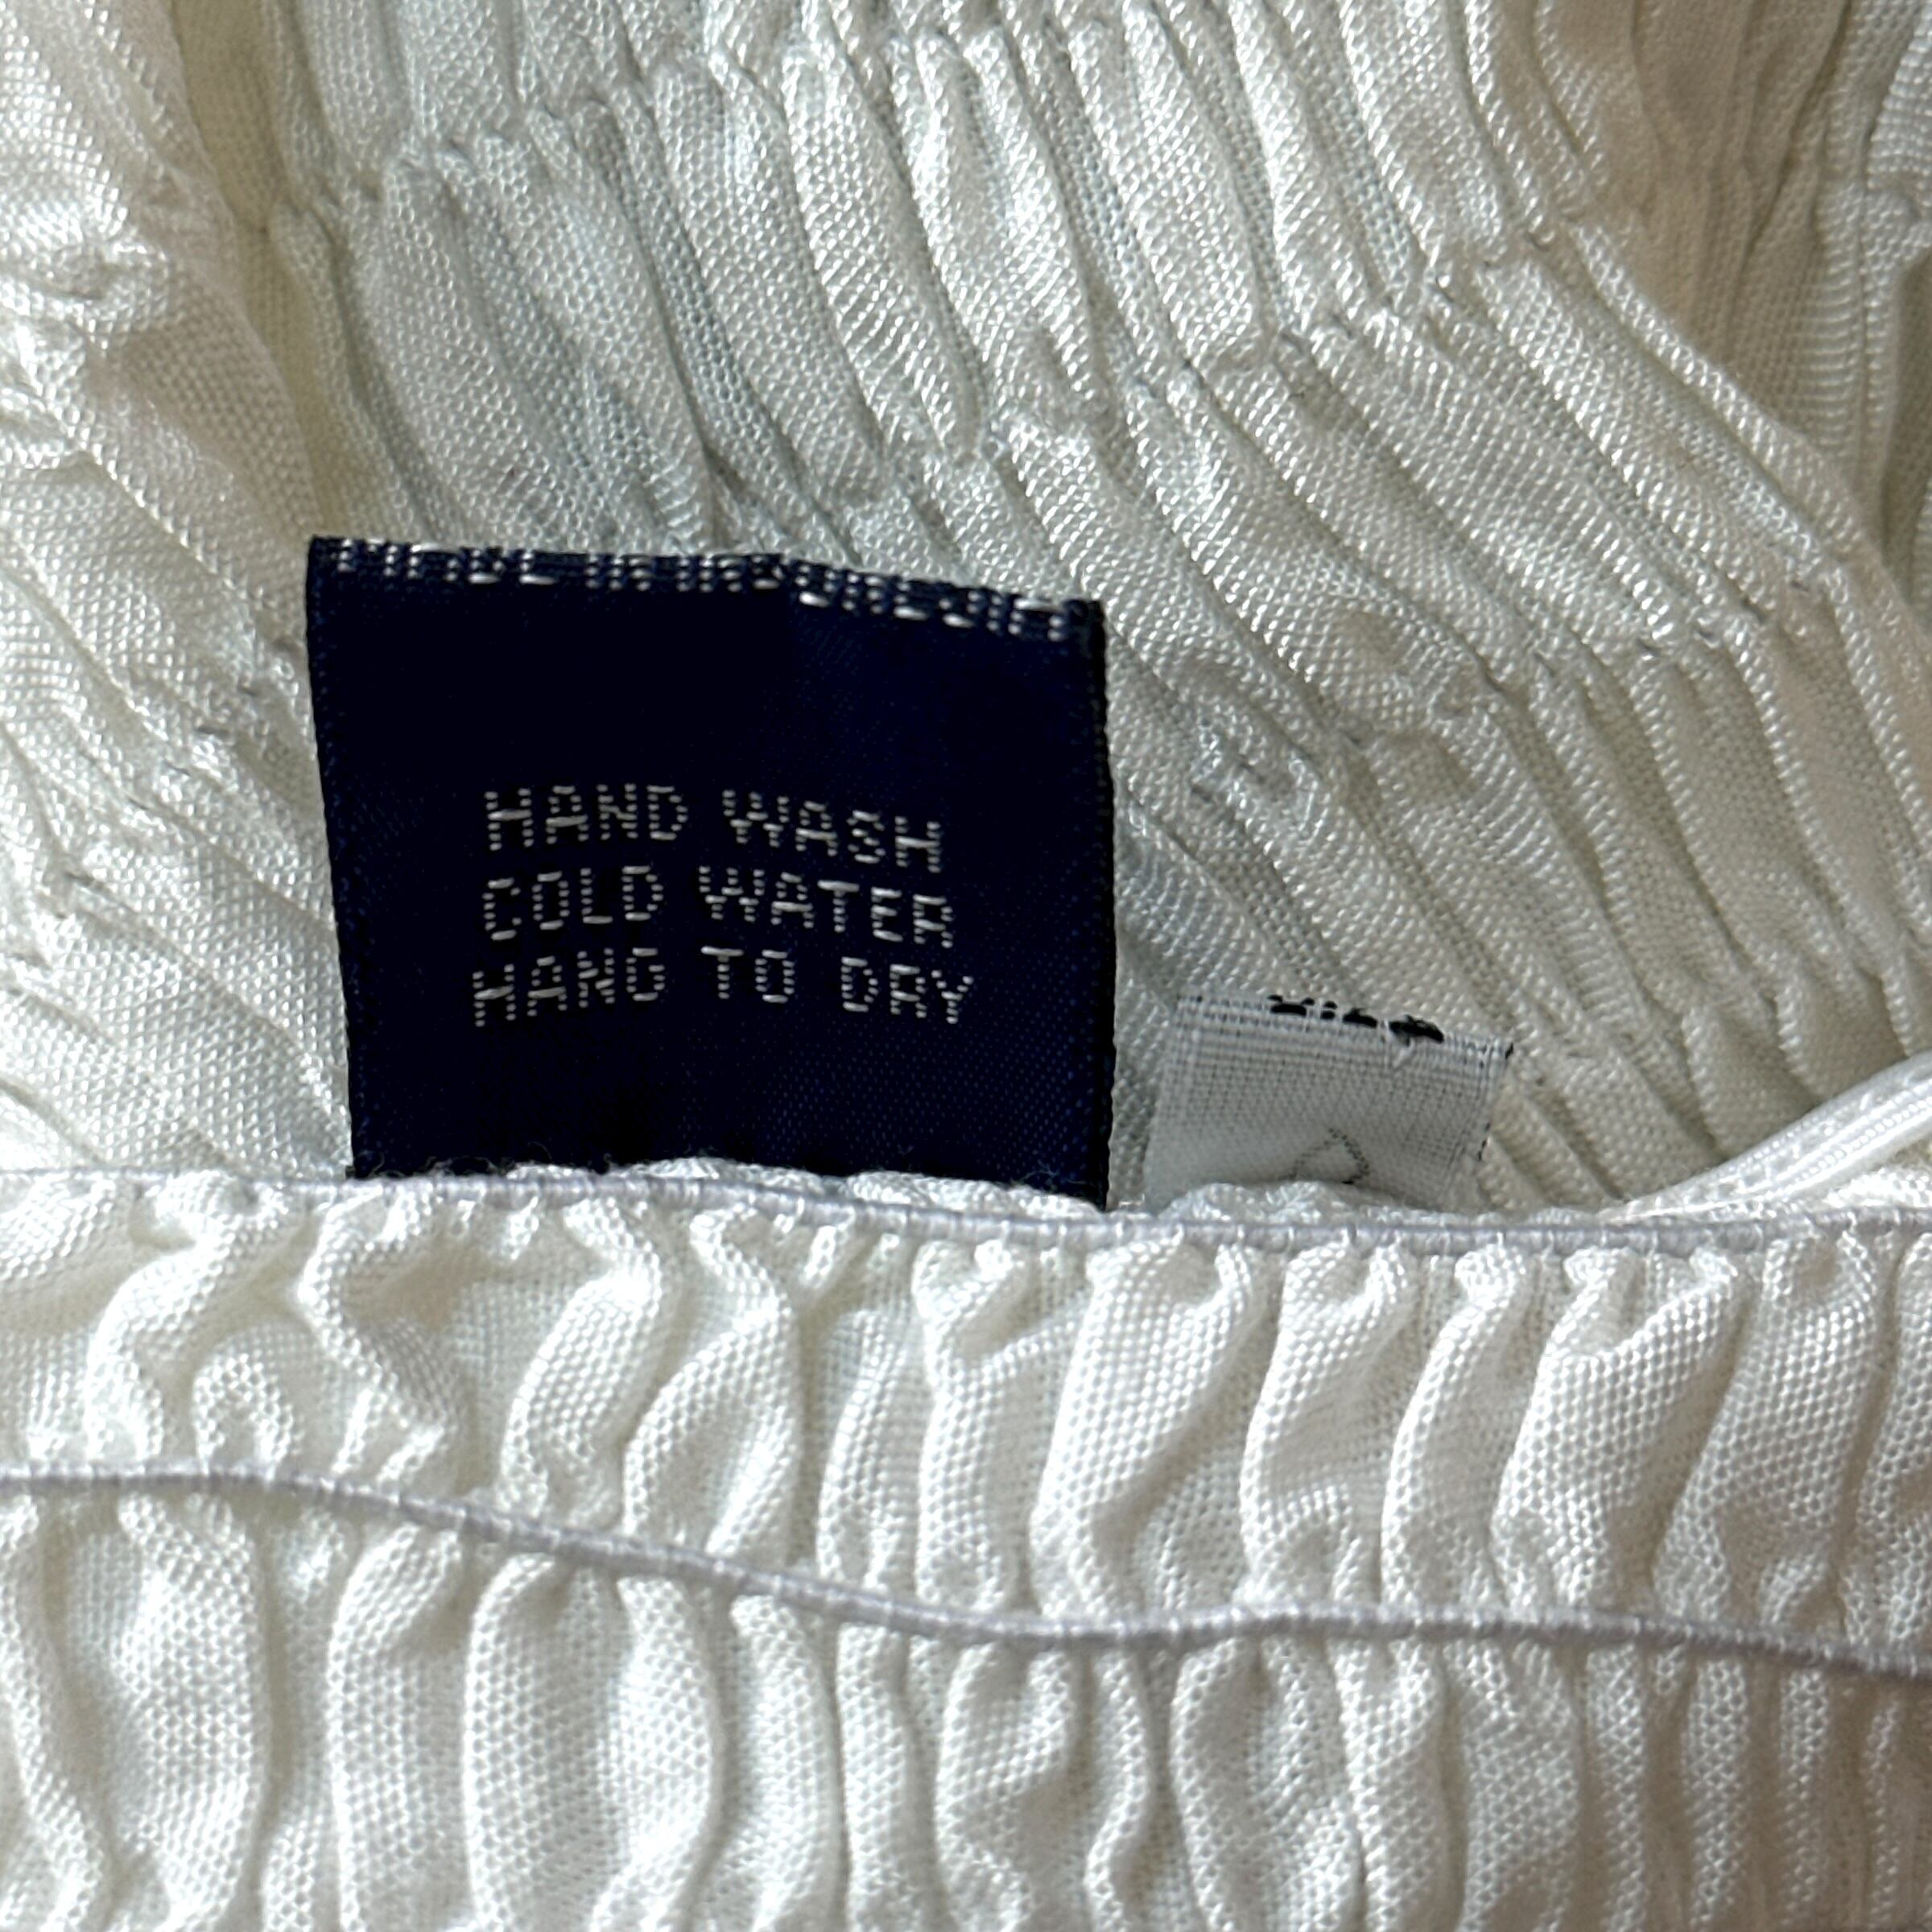 HAND WASH
COLD WATER
HANG TO DRY